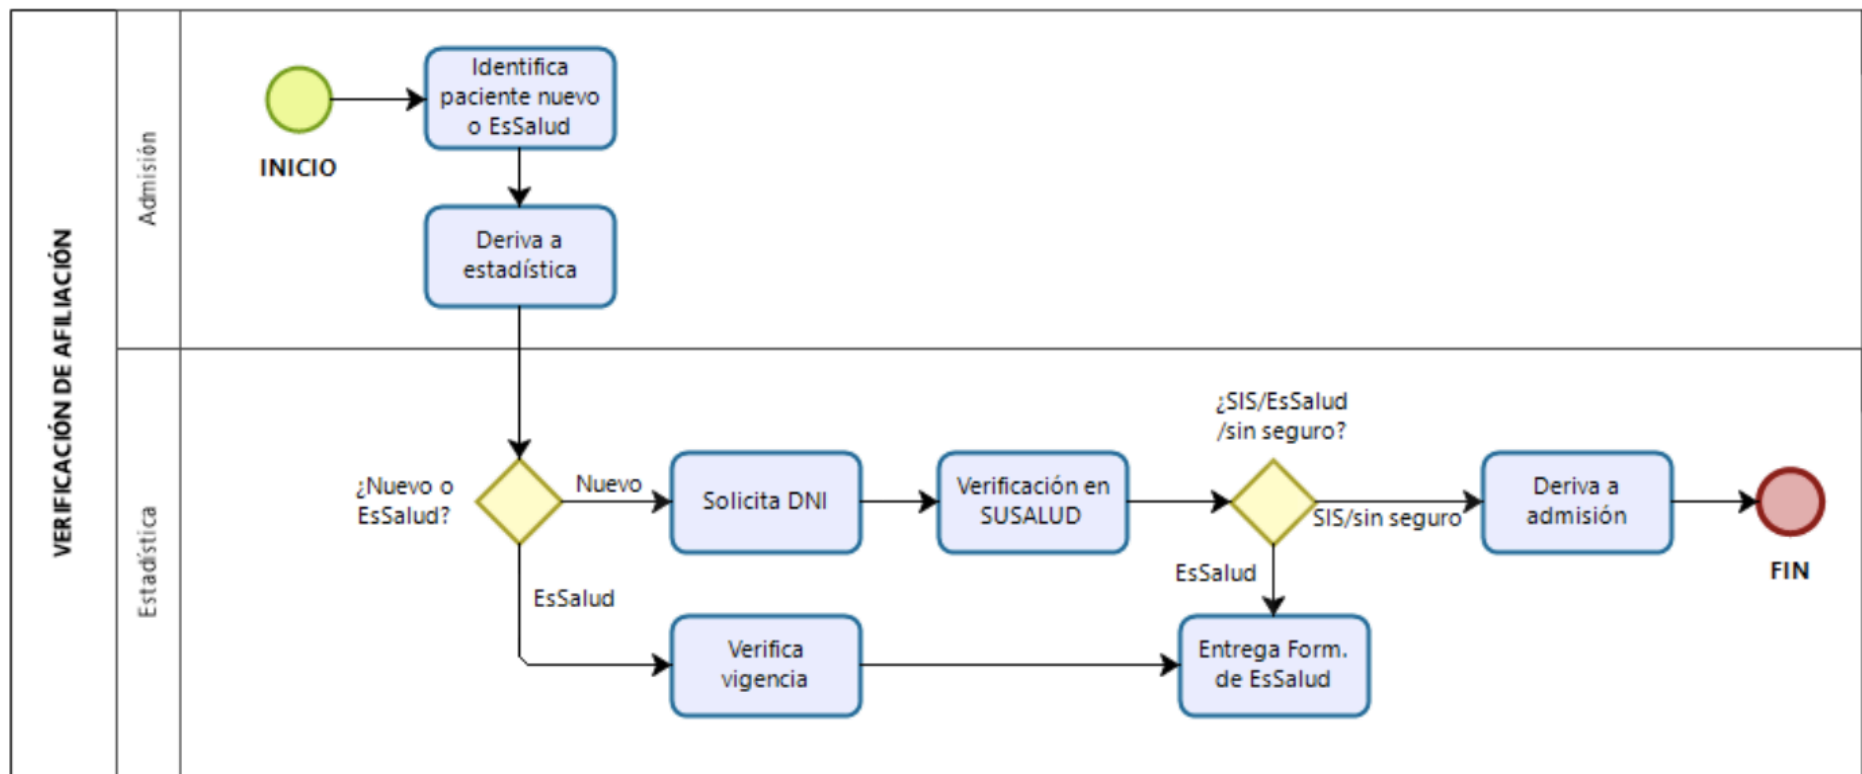 VERIFICACIÓN DE AFILIACIÓN
Admisión
INICIO
Identifica
paciente nuevo
o EsSalud
Deriva a
estadística
Estadística
¿Nuevo o
EsSalud?
Nuevo
Solicita DNI
Verificación en
SUSALUD
¿SIS/EsSalud
/sin seguro?
SIS/sin seguro
Deriva a
admisión
FIN
EsSalud
Verifica
vigencia
EsSalud
Entrega Form.
de EsSalud